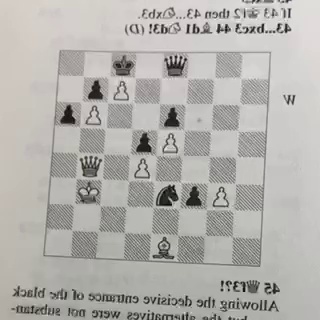 If 43 ♕f2 then 43...♘xb3.
43...bxc3 44 ♗d1 ♘d3! (D)
W
45 ♕f3?!
Allowing the decisive entrance of the black
but the alternatives were not substan-